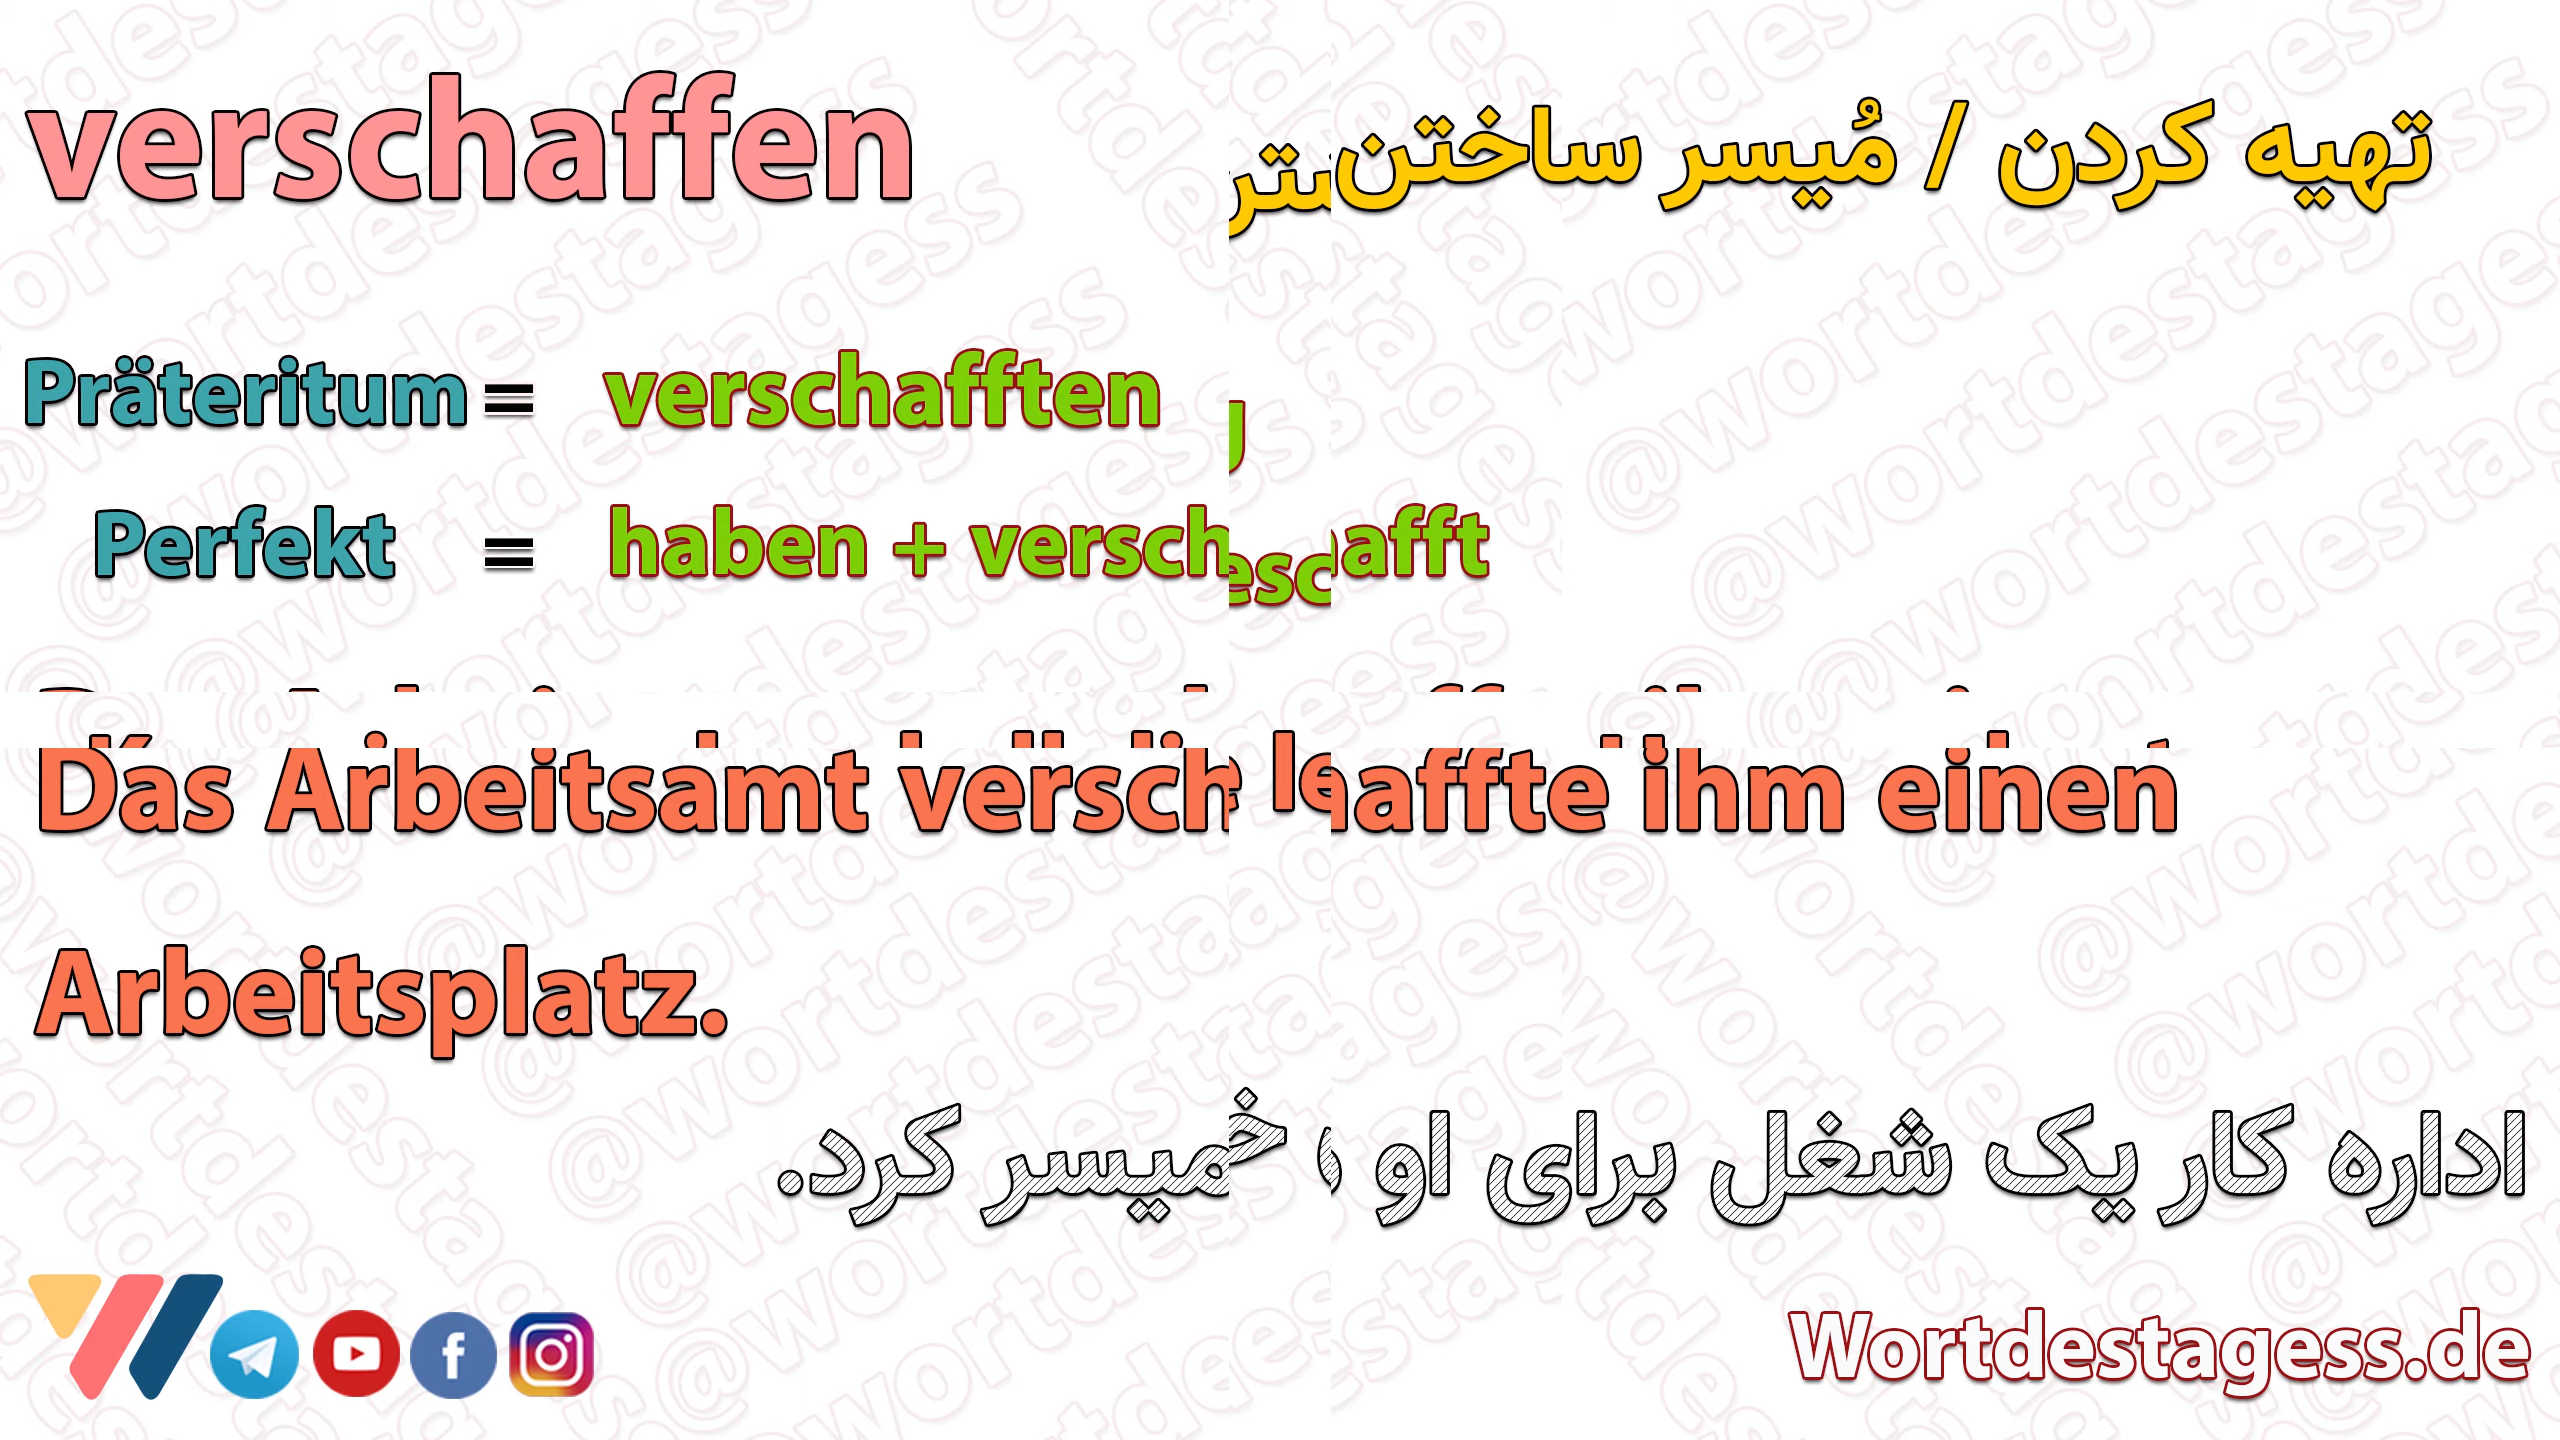 verschaffen
تهیه کردن / مُیسر ساختن
Präteritum = verschafften
Perfekt = haben + verschafft
Das Arbeitsamt verschaffte ihm einen
Arbeitsplatz.
اداره کار یک شغل برای او میسر کرد.
Wortdestagess.de